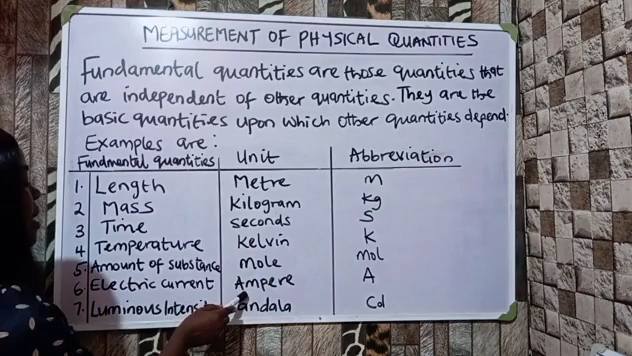 MEASUREMENT OF PHYSICAL QUANTITIES
Fundamental quantities are those quantities that
are independent of other quantities. They are the
basic quantities upon which other quantities depend.
Examples are:
Fundmental quantities Unit Abbreviation
1. Length Metre m
2 Mass Kilogram kg
3 Time seconds S
4 Temperature Kelvin K
5. Amount of substance Mole mol
6. Electric current Ampere A
7. Luminous Cd